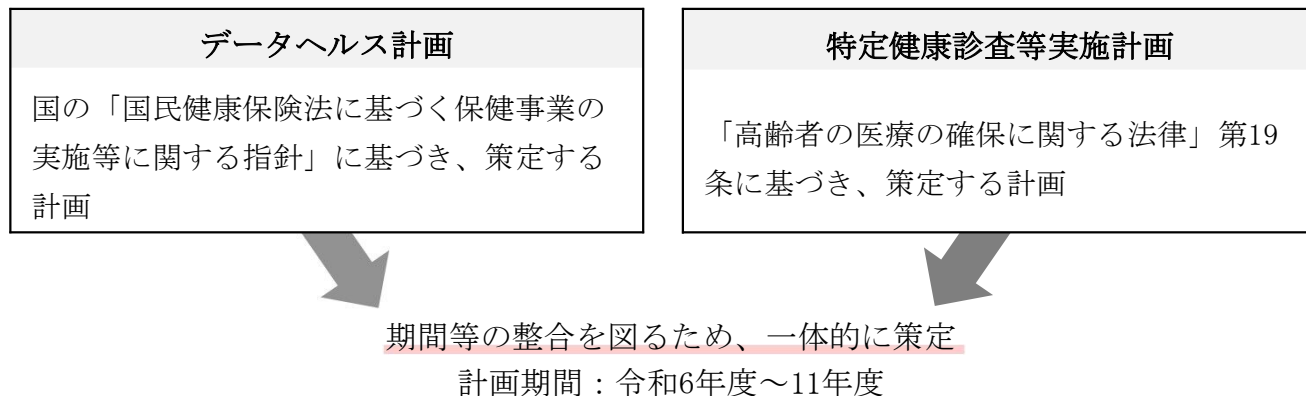 データヘルス計画
国の「国民健康保険法に基づく保健事業の
実施等に関する指針」に基づき、策定する
計画
特定健康診査等実施計画
「高齢者の医療の確保に関する法律」第19
条に基づき、策定する計画
期間等の整合を図るため、一体的に策定
計画期間：令和6年度～11年度